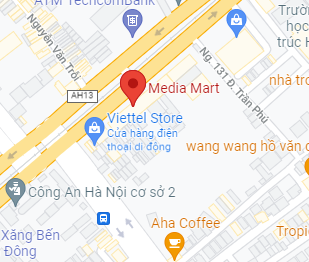 ATM Techcombank
Trườn
học
trúc H
Nguyễn Văn Trỗi
Ng. 131 Đ. Trần Phú
Media Mart
nhà tro
AH13
Viettel Store
Cửa hàng điện
thoại di động
wang wang hồ văn q
Công An Hà Nội cơ sở 2
Aha Coffee
Tropi
Xăng Bến
Đông